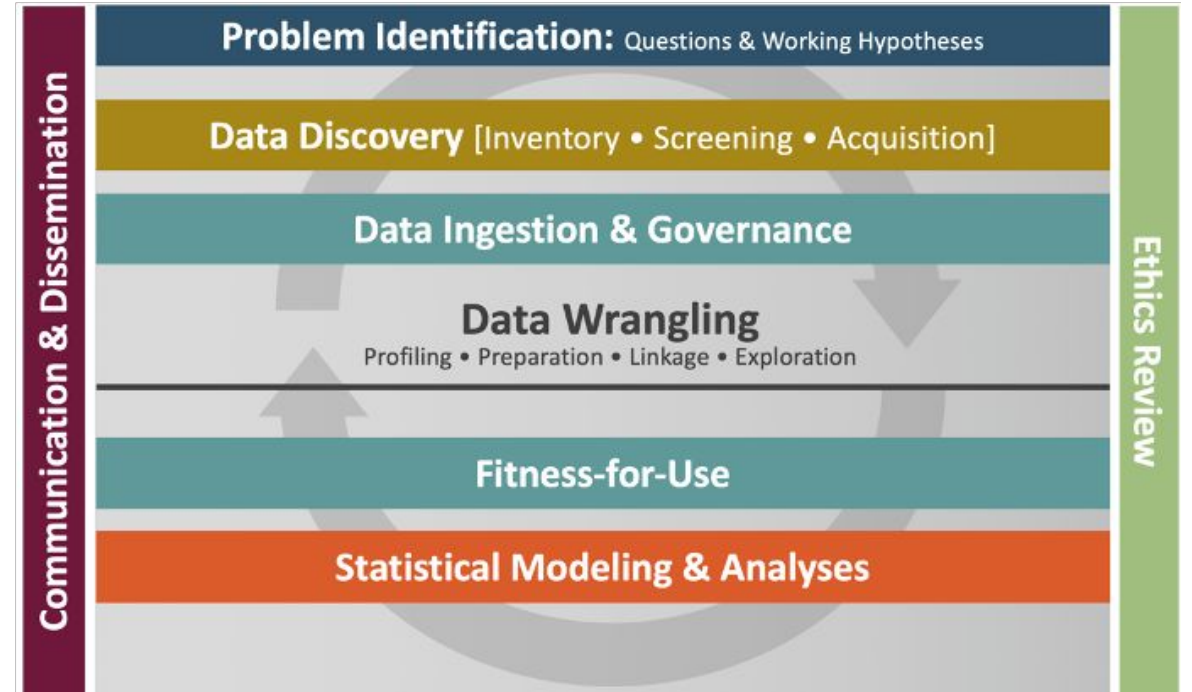 Communication & Dissemination
Problem Identification: Questions & Working Hypotheses
Data Discovery [Inventory • Screening • Acquisition]
Data Ingestion & Governance
Data Wrangling
Profiling • Preparation • Linkage • Exploration
Fitness-for-Use
Statistical Modeling & Analyses
Ethics Review